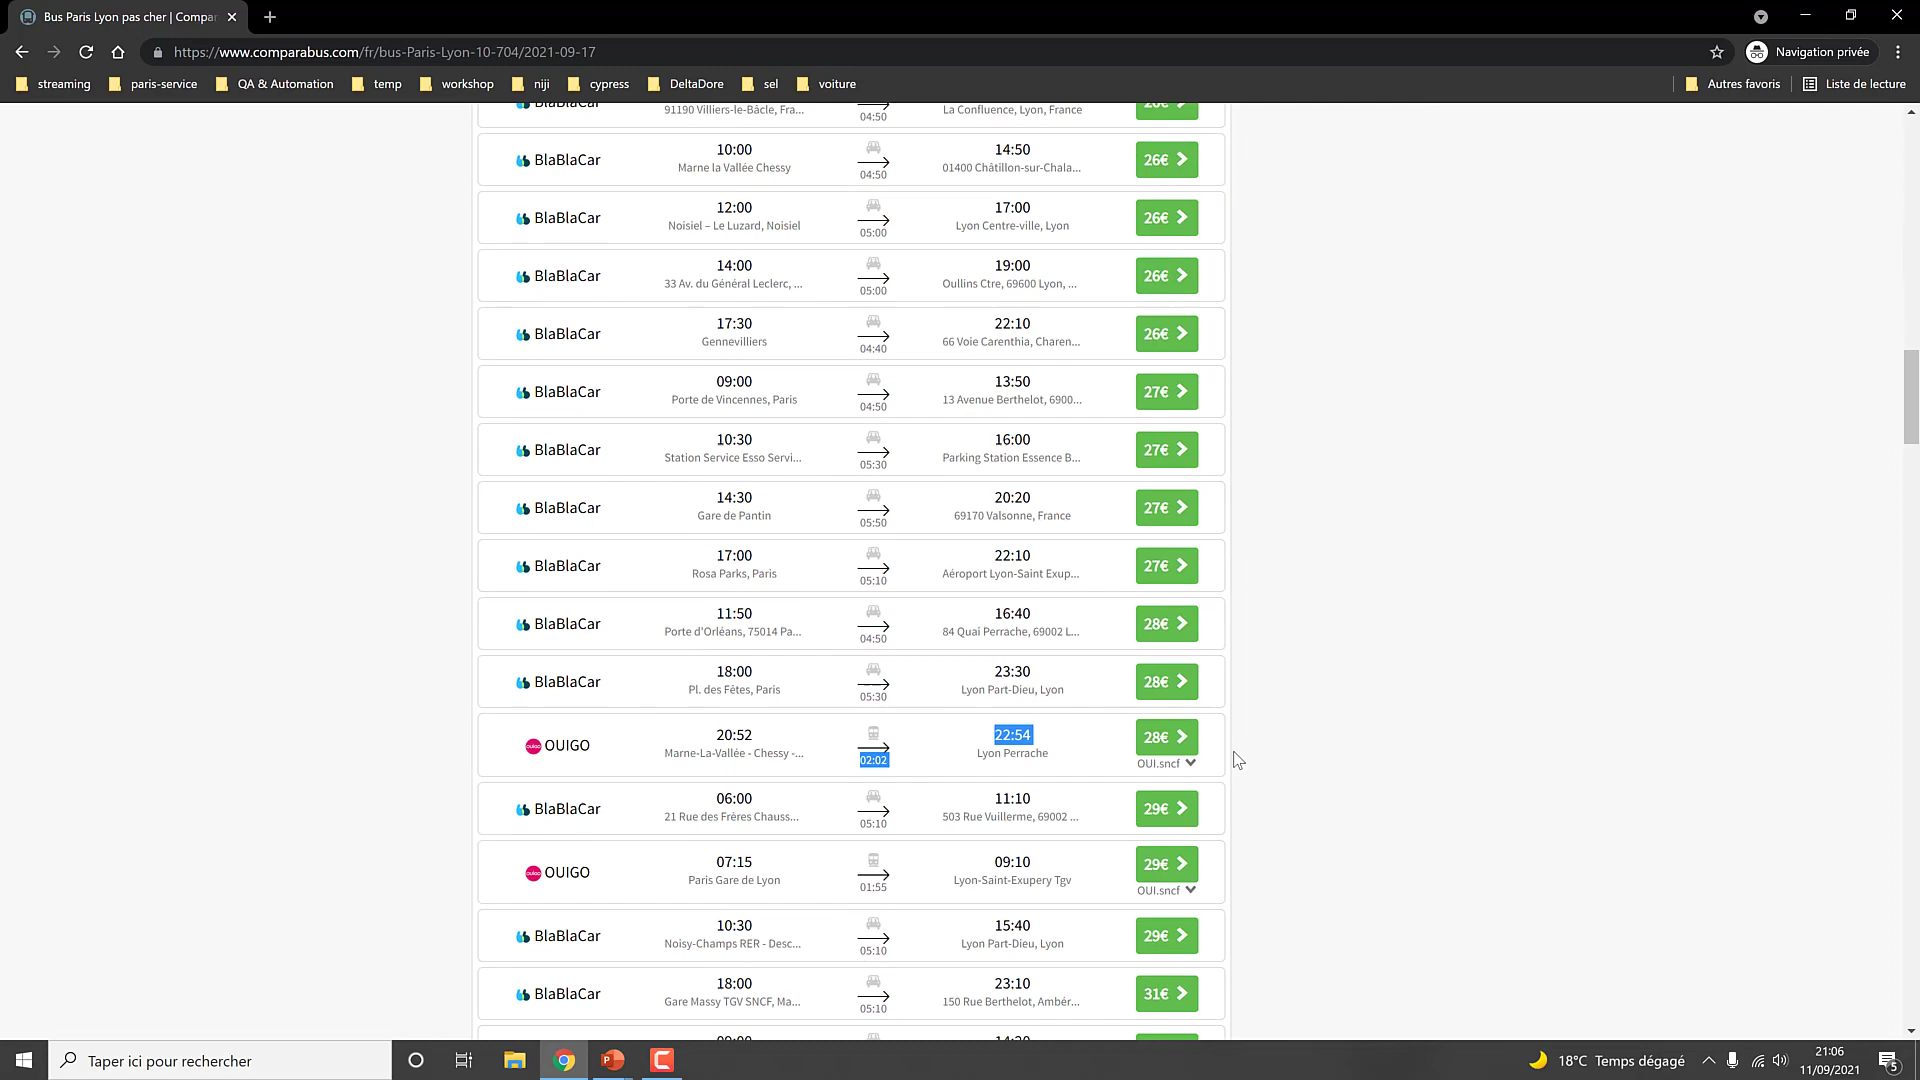 Bus Paris Lyon pas cher | Compar
https://www.comparabus.com/fr/bus-Paris-Lyon-10-704/2021-09-17
Navigation privée
streaming
paris-service
QA & Automation
temp
workshop
niji
cypress
DeltaDore
sel
voiture
Autres favoris
Liste de lecture
BlaBlaCar
91190 Villiers-le-Bâcle, Fra...
04:50
La Confluence, Lyon, France
BlaBlaCar
10:00
Marne la Vallée Chessy
04:50
14:50
01400 Châtillon-sur-Chala...
26€
BlaBlaCar
12:00
Noisiel – Le Luzard, Noisiel
05:00
17:00
Lyon Centre-ville, Lyon
26€
BlaBlaCar
14:00
33 Av. du Général Leclerc, ...
05:00
19:00
Oullins Ctre, 69600 Lyon, ...
26€
BlaBlaCar
17:30
Gennevilliers
04:40
22:10
66 Voie Carenthia, Charen...
26€
BlaBlaCar
09:00
Porte de Vincennes, Paris
04:50
13:50
13 Avenue Berthelot, 6900...
27€
BlaBlaCar
10:30
Station Service Esso Servi...
05:30
16:00
Parking Station Essence B...
27€
BlaBlaCar
14:30
Gare de Pantin
05:50
20:20
69170 Valsonne, France
27€
BlaBlaCar
17:00
Rosa Parks, Paris
05:10
22:10
Aéroport Lyon-Saint Exup...
27€
BlaBlaCar
11:50
Porte d'Orléans, 75014 Pa...
04:50
16:40
84 Quai Perrache, 69002 L...
28€
BlaBlaCar
18:00
Pl. des Fêtes, Paris
05:30
23:30
Lyon Part-Dieu, Lyon
28€
OUIGO
20:52
Marne-La-Vallée - Chessy -...
02:02
22:54
Lyon Perrache
28€
OUI.sncf
BlaBlaCar
06:00
21 Rue des Frères Chauss...
05:10
11:10
503 Rue Vuillerme, 69002 ...
29€
OUIGO
07:15
Paris Gare de Lyon
01:55
09:10
Lyon-Saint-Exupery Tgv
29€
OUI.sncf
BlaBlaCar
10:30
Noisy-Champs RER - Desc...
05:10
15:40
Lyon Part-Dieu, Lyon
29€
BlaBlaCar
18:00
Gare Massy TGV SNCF, Ma...
05:10
23:10
150 Rue Berthelot, Ambér...
31€
Taper ici pour rechercher
18°C Temps dégagé
21:06
11/09/2021
5